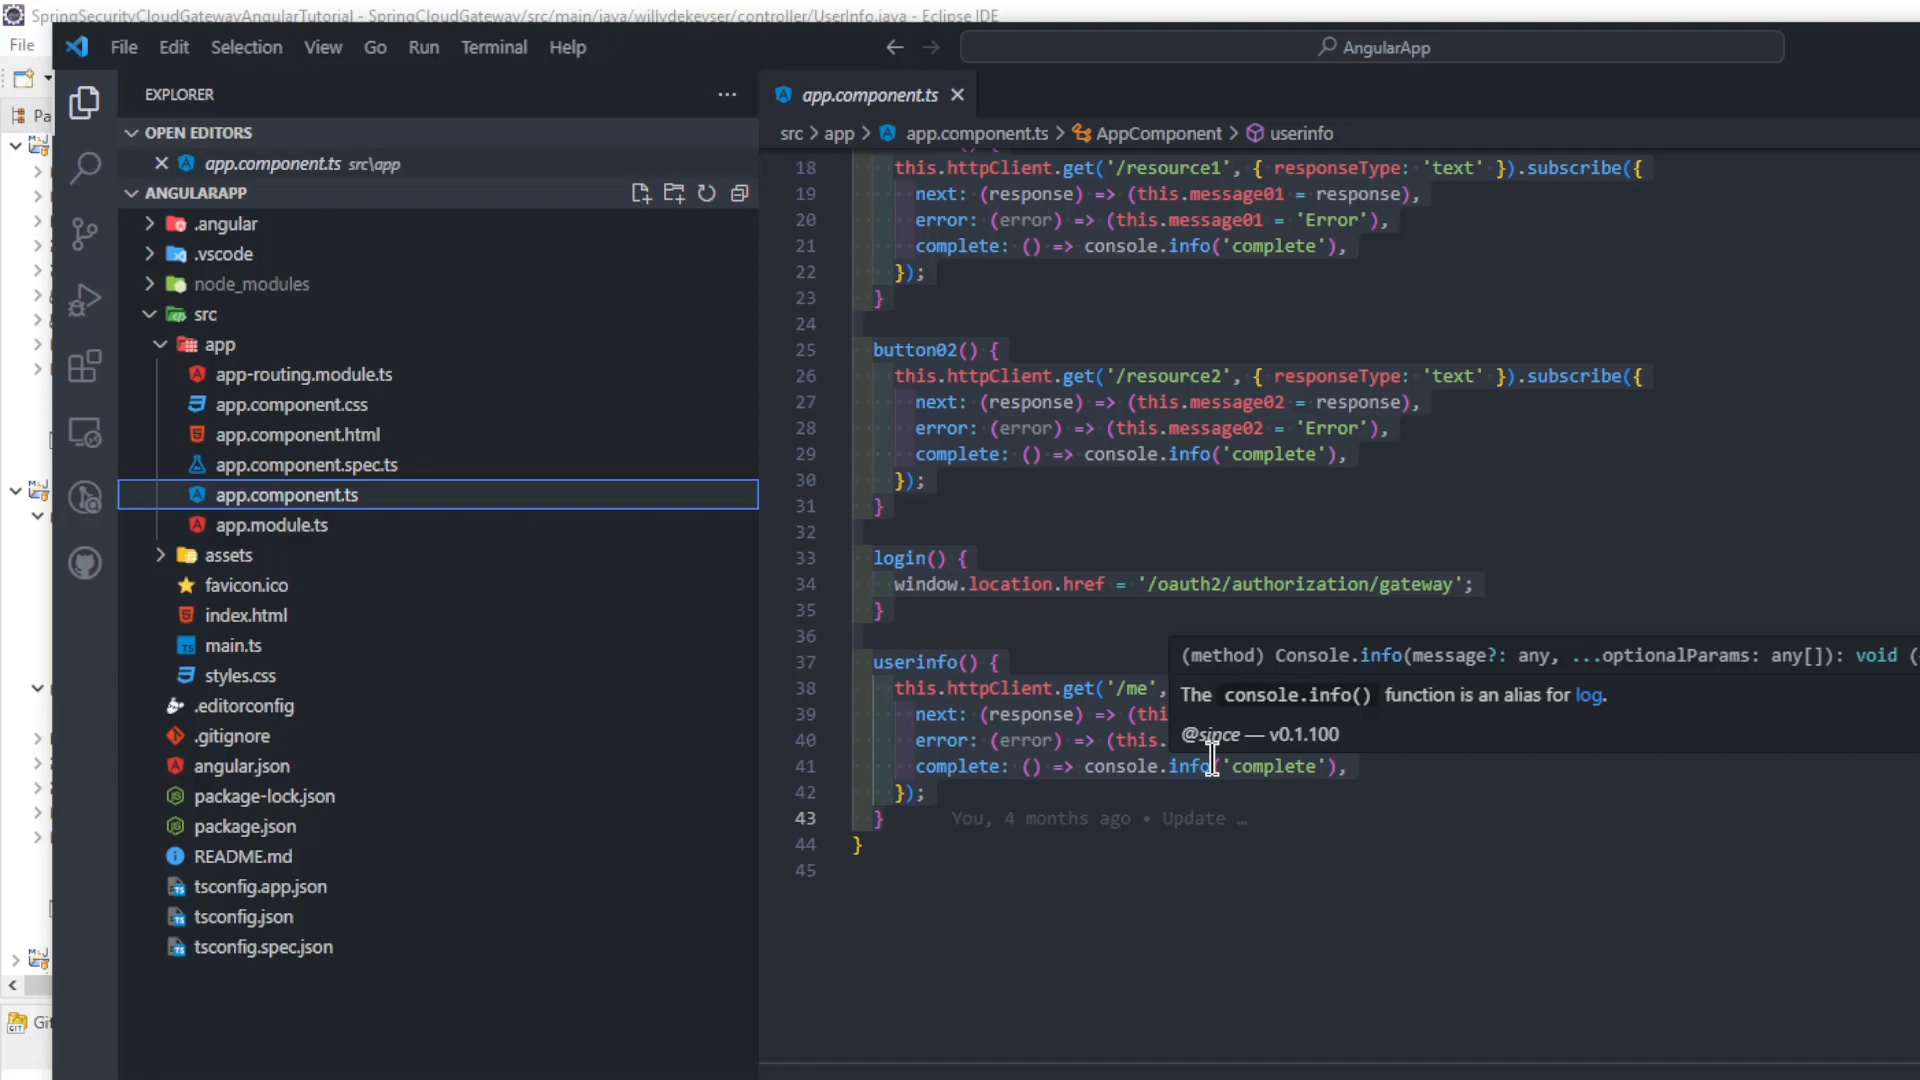 SpringSecurityCloudGatewayAngularTutorial - SpringCloudGateway/src/main/java/willydekeyser/controller/UserInfo.java - Eclipse IDE
File
File Edit Selection View Go Run Terminal Help
AngularApp
Pa
EXPLORER
OPEN EDITORS
app.component.ts src\app
ANGULARAPP
.angular
.vscode
node_modules
src
app
app-routing.module.ts
app.component.css
app.component.html
app.component.spec.ts
app.component.ts
app.module.ts
assets
favicon.ico
index.html
main.ts
styles.css
.editorconfig
.gitignore
angular.json
package-lock.json
package.json
README.md
tsconfig.app.json
tsconfig.json
tsconfig.spec.json
Git
app.component.ts
src > app > app.component.ts > AppComponent > userinfo
18 this.httpClient.get('/resource1', { responseType: 'text' }).subscribe({
19 next: (response) => (this.message01 = response),
20 error: (error) => (this.message01 = 'Error'),
21 complete: () => console.info('complete'),
22 });
23 }
24
25 button02() {
26 this.httpClient.get('/resource2', { responseType: 'text' }).subscribe({
27 next: (response) => (this.message02 = response),
28 error: (error) => (this.message02 = 'Error'),
29 complete: () => console.info('complete'),
30 });
31 }
32
33 login() {
34 window.location.href = '/oauth2/authorization/gateway';
35 }
36
37 userinfo() {
38 this.httpClient.get('/me',
39 next: (response) => (thi
40 error: (error) => (this.
41 complete: () => console.info('complete'),
42 });
43 } You, 4 months ago • Update …
44 }
45
(method) Console.info(message?: any, ...optionalParams: any[]): void (
The console.info() function is an alias for log.
@since — v0.1.100